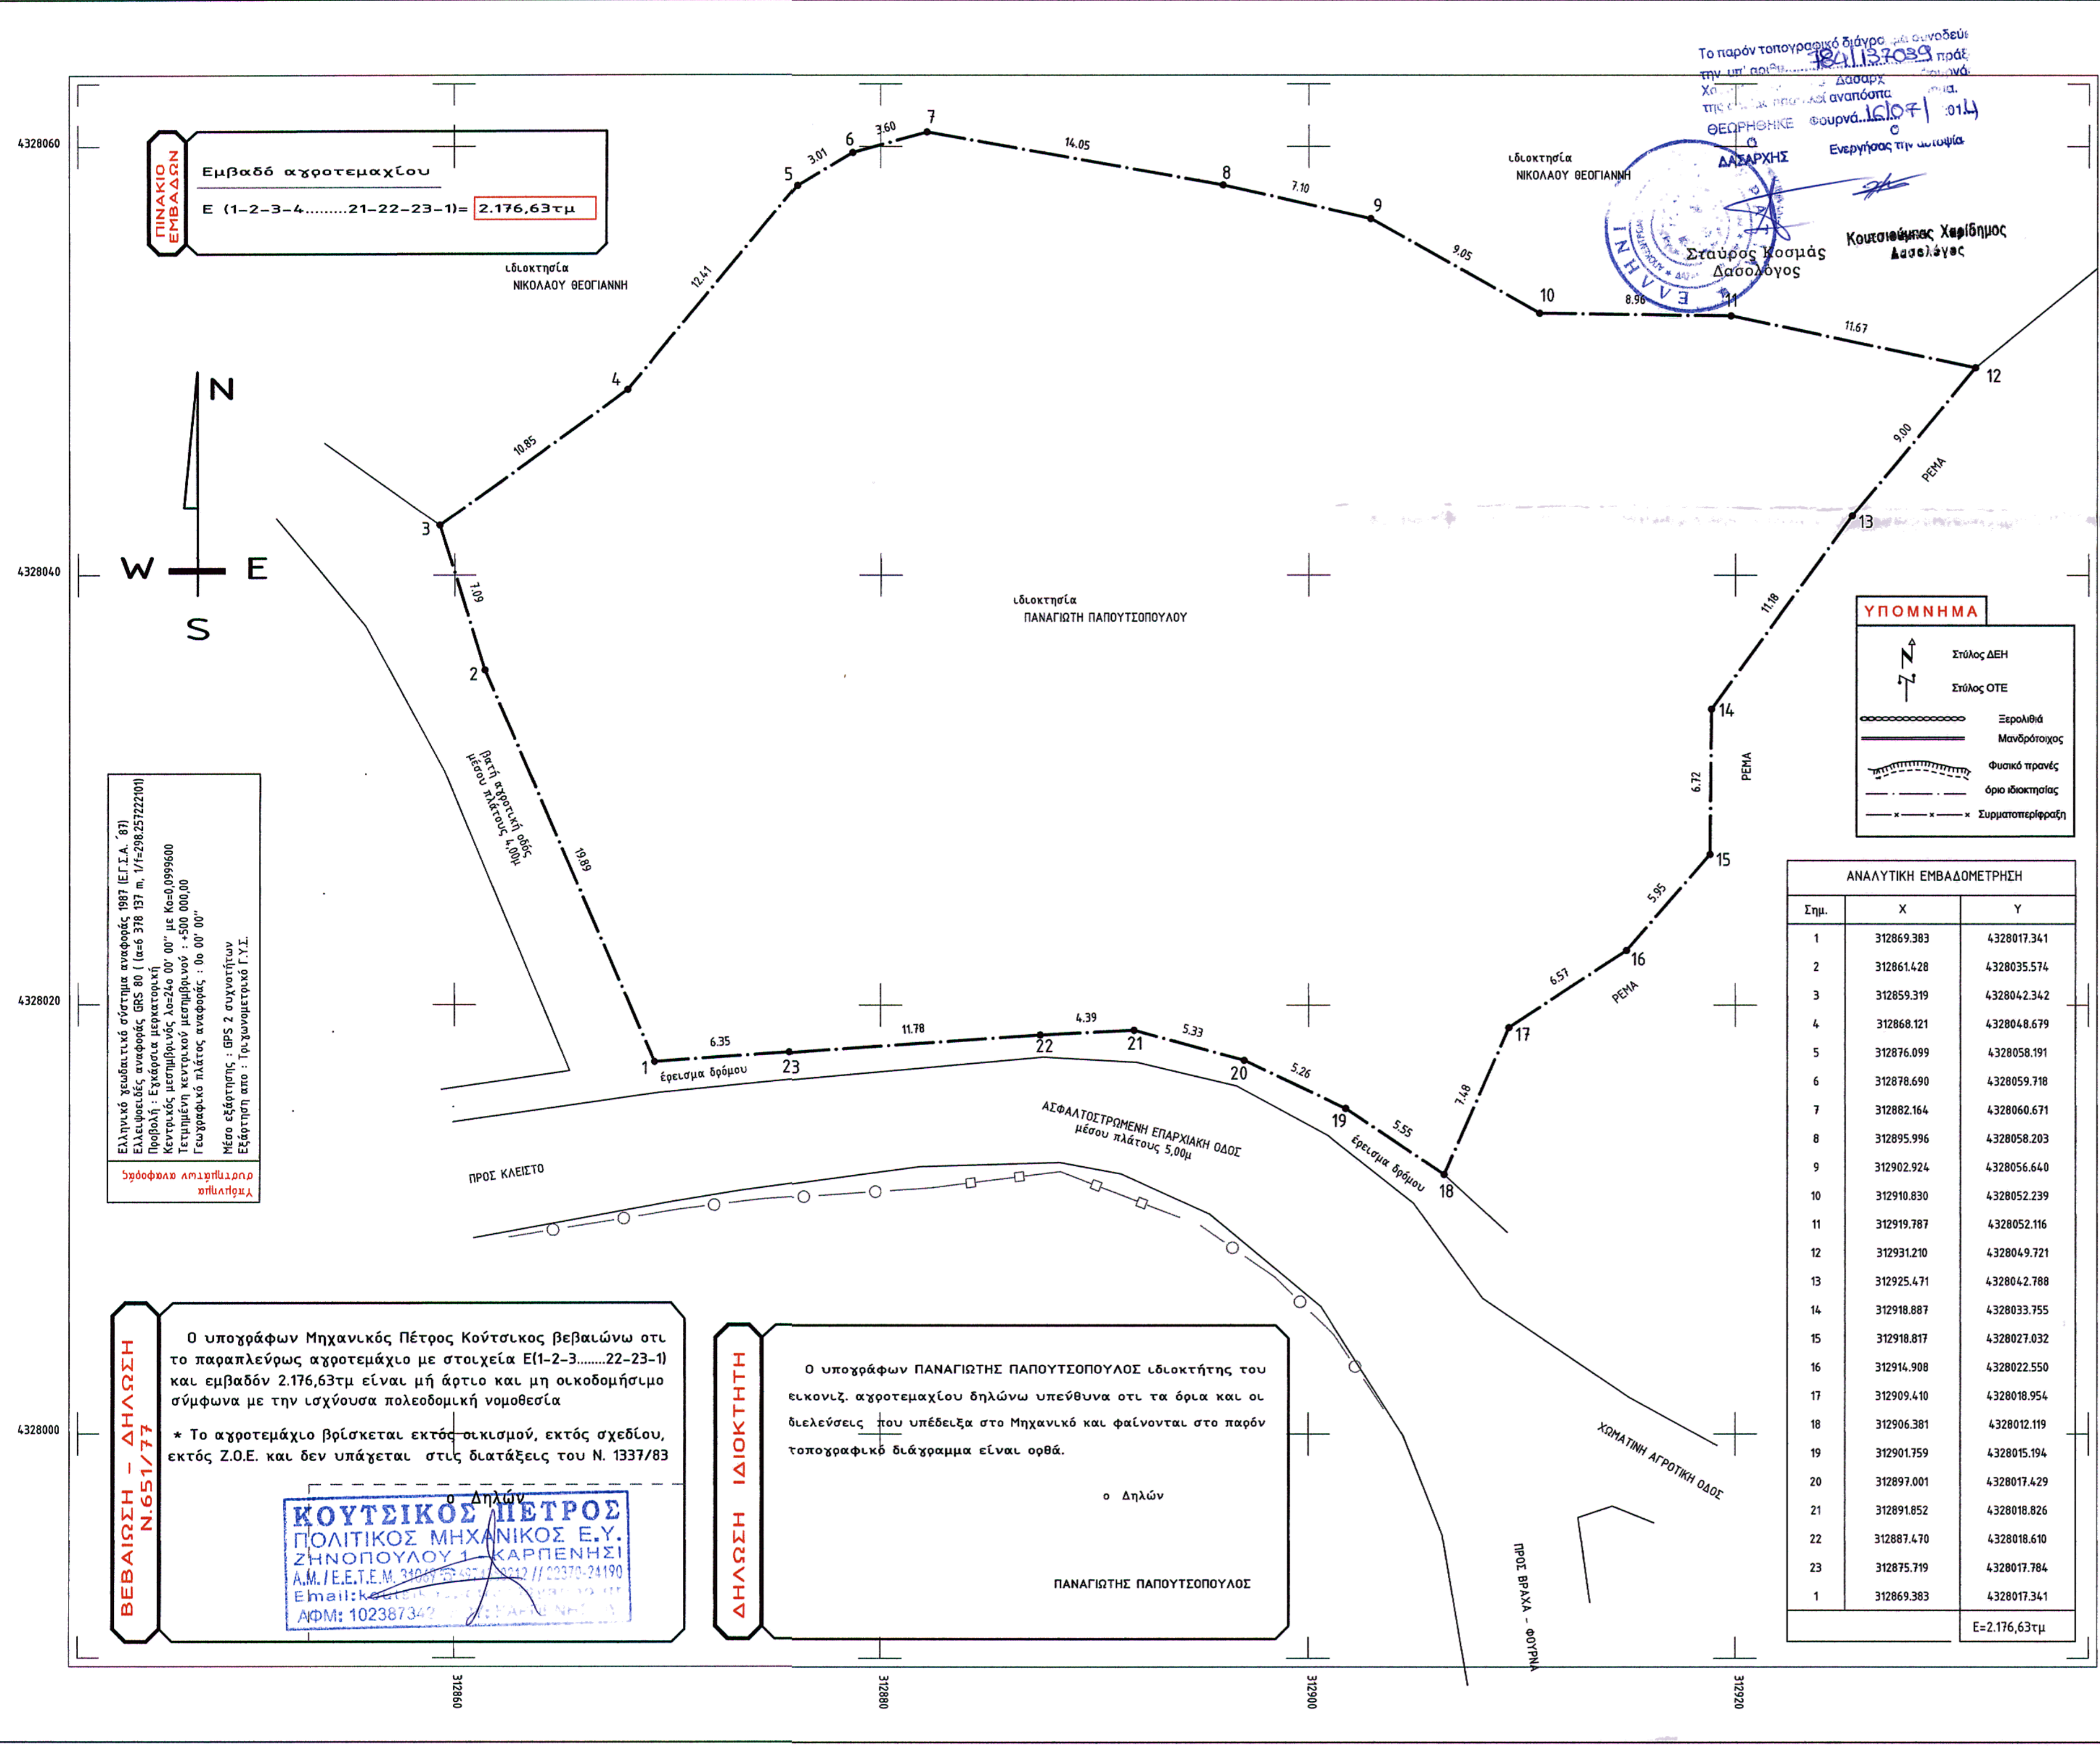 Το παρόν τοπογραφικό διάγρα μα συνοδεύε
την υπ' αριθμ. 784/137039 πράξ
Δασαρχ
αναπόσπα
ΘΕΩΡΗΘΗΚΕ Φουρνά..16/07/ 2014
Ο Ο
ΔΑΣΑΡΧΗΣ Ενεργήσας την αυτοψία
Σταύρος Κοσμάς
Δασολόγος
Κουτσιούμπας Χαρίδημος
Δασολόγος
ΠΙΝΑΚΙΟ
ΕΜΒΑΔΩΝ
Εμβαδό αγροτεμαχίου
Ε (1-2-3-4.........21-22-23-1)= 2.176,63τμ
ιδιοκτησία
ΝΙΚΟΛΑΟΥ ΘΕΟΓΙΑΝΝΗ
ιδιοκτησία
ΝΙΚΟΛΑΟΥ ΘΕΟΓΙΑΝΝΗ
ιδιοκτησία
ΠΑΝΑΓΙΩΤΗ ΠΑΠΟΥΤΣΟΠΟΥΛΟΥ
N
W E
S
4328060
4328040
4328020
4328000
312860
312880
312900
312920
1
2
3
4
5
6
7
8
9
10
11
12
13
14
15
16
17
18
19
20
21
22
23
19.89
7.09
10.85
12.41
3.01
3.60
14.05
7.10
9.05
8.96
11.67
9.00
11.18
6.72
5.95
6.57
7.48
5.55
5.26
5.33
4.39
11.78
6.35
ΡΕΜΑ
ΡΕΜΑ
ΡΕΜΑ
βατή αγροτική οδός
μέσου πλάτους 4,00μ
έρεισμα δρόμου
έρεισμα δρόμου
ΑΣΦΑΛΤΟΣΤΡΩΜΕΝΗ ΕΠΑΡΧΙΑΚΗ ΟΔΟΣ
μέσου πλάτους 5,00μ
ΠΡΟΣ ΚΛΕΙΣΤΟ
ΧΩΜΑΤΙΝΗ ΑΓΡΟΤΙΚΗ ΟΔΟΣ
ΠΡΟΣ ΒΡΑΧΑ - ΦΟΥΡΝΑ
ΥΠΟΜΝΗΜΑ
Στύλος ΔΕΗ
Στύλος ΟΤΕ
Ξερολιθιά
Μανδρότοιχος
Φυσικό πρανές
όριο ιδιοκτησίας
Συρματοπερίφραξη
Υπόμνημα
συστημάτων αναφοράς
Ελληνικό γεωδαιτικό σύστημα αναφοράς 1987 (Ε.Γ.Σ.Α. ΄87)
Ελλειψοειδές αναφοράς GRS 80 ( (α=6 378 137 m, 1/f=298.257222101)
Προβολή : Εγκάρσια μερκατορική
Κεντρικός μεσημβρινός λο=24ο 00' 00'' με Κο=0,0999600
Τετμημένη κεντρικού μεσημβρινού : +500 000,00
Γεωγραφικό πλάτος αναφοράς : 0ο 00' 00''
Μέσο εξάρτησης : GPS 2 συχνοτήτων
Εξάρτηση απο : Τριγωνομετρικό Γ.Υ.Σ.
ΑΝΑΛΥΤΙΚΗ ΕΜΒΑΔΟΜΕΤΡΗΣΗ
Σημ. Χ Υ
1 312869.383 4328017.341
2 312861.428 4328035.574
3 312859.319 4328042.342
4 312868.121 4328048.679
5 312876.099 4328058.191
6 312878.690 4328059.718
7 312882.164 4328060.671
8 312895.996 4328058.203
9 312902.924 4328056.640
10 312910.830 4328052.239
11 312919.787 4328052.116
12 312931.210 4328049.721
13 312925.471 4328042.788
14 312918.887 4328033.755
15 312918.817 4328027.032
16 312914.908 4328022.550
17 312909.410 4328018.954
18 312906.381 4328012.119
19 312901.759 4328015.194
20 312897.001 4328017.429
21 312891.852 4328018.826
22 312887.470 4328018.610
23 312875.719 4328017.784
1 312869.383 4328017.341
Ε=2.176,63τμ
ΒΕΒΑΙΩΣΗ - ΔΗΛΩΣΗ
Ν.651/77
Ο υπογράφων Μηχανικός Πέτρος Κούτσικος βεβαιώνω οτι
το παραπλεύρως αγροτεμάχιο με στοιχεία Ε(1-2-3........22-23-1)
και εμβαδόν 2.176,63τμ είναι μή άρτιο και μη οικοδομήσιμο
σύμφωνα με την ισχύουσα πολεοδομική νομοθεσία
* Το αγροτεμάχιο βρίσκεται εκτός οικισμού, εκτός σχεδίου,
εκτός Ζ.Ο.Ε. και δεν υπάγεται στις διατάξεις του Ν. 1337/83
ο Δηλών
ΚΟΥΤΣΙΚΟΣ ΠΕΤΡΟΣ
ΠΟΛΙΤΙΚΟΣ ΜΗΧΑΝΙΚΟΣ Ε.Υ.
ΖΗΝΟΠΟΥΛΟΥ 1 - ΚΑΡΠΕΝΗΣΙ
Α.Μ./Ε.Ε.Τ.Ε.Μ. 22370-24190
Email:
ΑΦΜ: 102387342
ΔΗΛΩΣΗ ΙΔΙΟΚΤΗΤΗ
Ο υπογράφων ΠΑΝΑΓΙΩΤΗΣ ΠΑΠΟΥΤΣΟΠΟΥΛΟΣ ιδιοκτήτης του
εικονιζ. αγροτεμαχίου δηλώνω υπεύθυνα οτι τα όρια και οι
διελεύσεις που υπέδειξα στο Μηχανικό και φαίνονται στο παρόν
τοπογραφικό διάγραμμα είναι ορθά.
ο Δηλών
ΠΑΝΑΓΙΩΤΗΣ ΠΑΠΟΥΤΣΟΠΟΥΛΟΣ